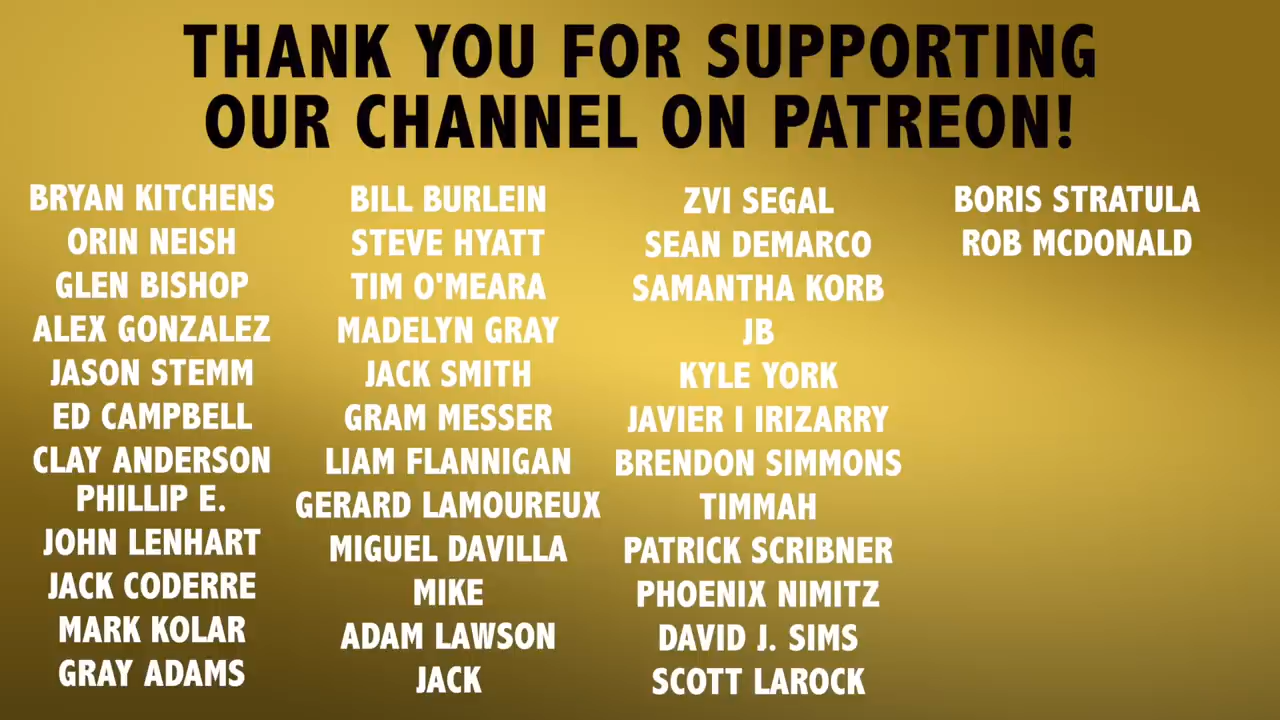 THANK YOU FOR SUPPORTING
OUR CHANNEL ON PATREON!
BRYAN KITCHENS
ORIN NEISH
GLEN BISHOP
ALEX GONZALEZ
JASON STEMM
ED CAMPBELL
CLAY ANDERSON
PHILLIP E.
JOHN LENHART
JACK CODERRE
MARK KOLAR
GRAY ADAMS
BILL BURLEIN
STEVE HYATT
TIM O'MEARA
MADELYN GRAY
JACK SMITH
GRAM MESSER
LIAM FLANNIGAN
GERARD LAMOUREUX
MIGUEL DAVILLA
MIKE
ADAM LAWSON
JACK
ZVI SEGAL
SEAN DEMARCO
SAMANTHA KORB
JB
KYLE YORK
JAVIER I IRIZARRY
BRENDON SIMMONS
TIMMAH
PATRICK SCRIBNER
PHOENIX NIMITZ
DAVID J. SIMS
SCOTT LAROCK
BORIS STRATULA
ROB MCDONALD